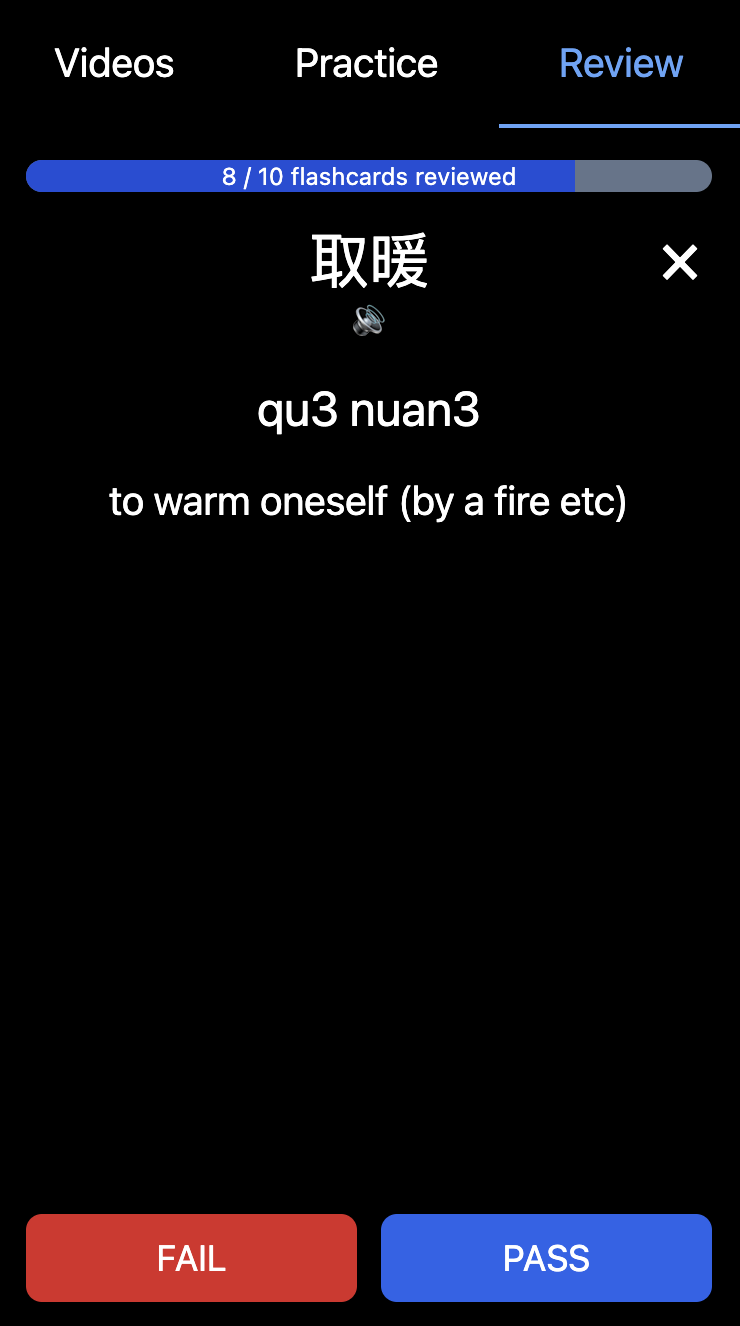 Videos Practice Review
8 / 10 flashcards reviewed
取暖
qu3 nuan3
to warm oneself (by a fire etc)
FAIL PASS